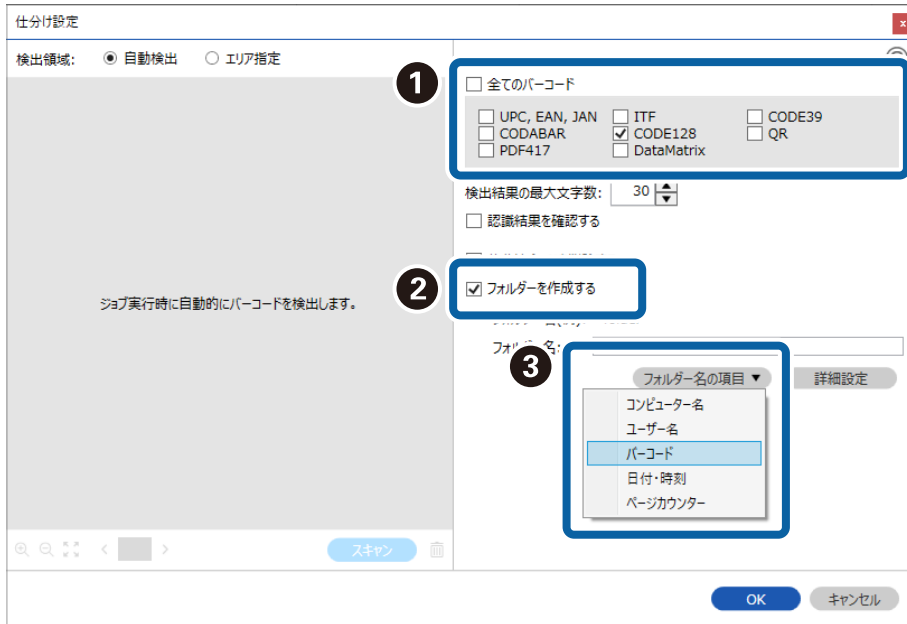 仕分け設定
x
検出領域: 自動検出 エリア指定
1
全てのバーコード
UPC, EAN, JAN ITF CODE39
CODABAR CODE128 QR
PDF417 DataMatrix
検出結果の最大文字数: 30
認識結果を確認する
2
フォルダーを作成する
ジョブ実行時に自動的にバーコードを検出します。
3
フォルダー名の項目 ▼ 詳細設定
コンピューター名
ユーザー名
バーコード
日付・時刻
ページカウンター
スキャン
OK キャンセル